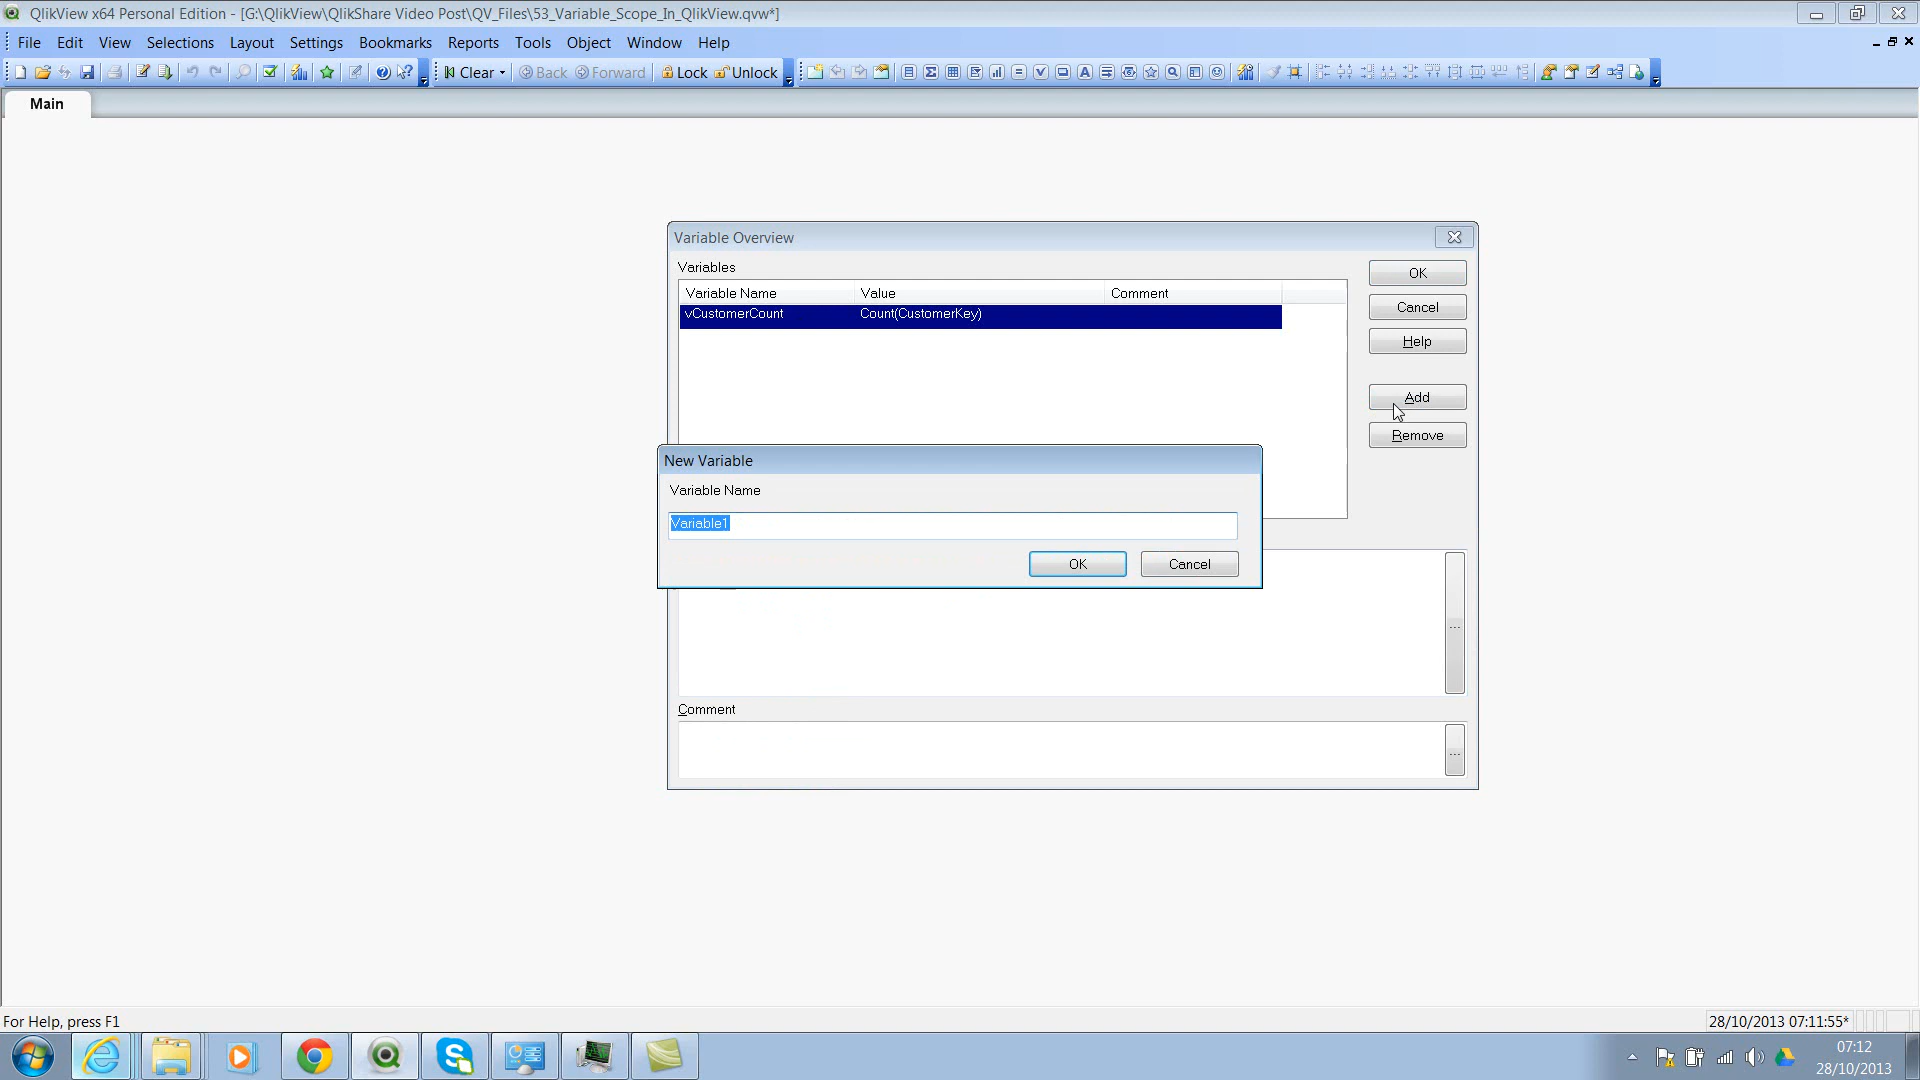 QlikView x64 Personal Edition - [G:\QlikView\QlikShare Video Post\QV_Files\53_Variable_Scope_In_QlikView.qvw*]
File Edit View Selections Layout Settings Bookmarks Reports Tools Object Window Help
Clear Back Forward Lock Unlock
Main
Variable Overview
Variables
OK
Variable Name Value Comment
vCustomerCount Count(CustomerKey)
Cancel
Help
Add
Remove
New Variable
Variable Name
Variable1
OK Cancel
Comment
For Help, press F1
28/10/2013 07:11:55*
07:12
28/10/2013